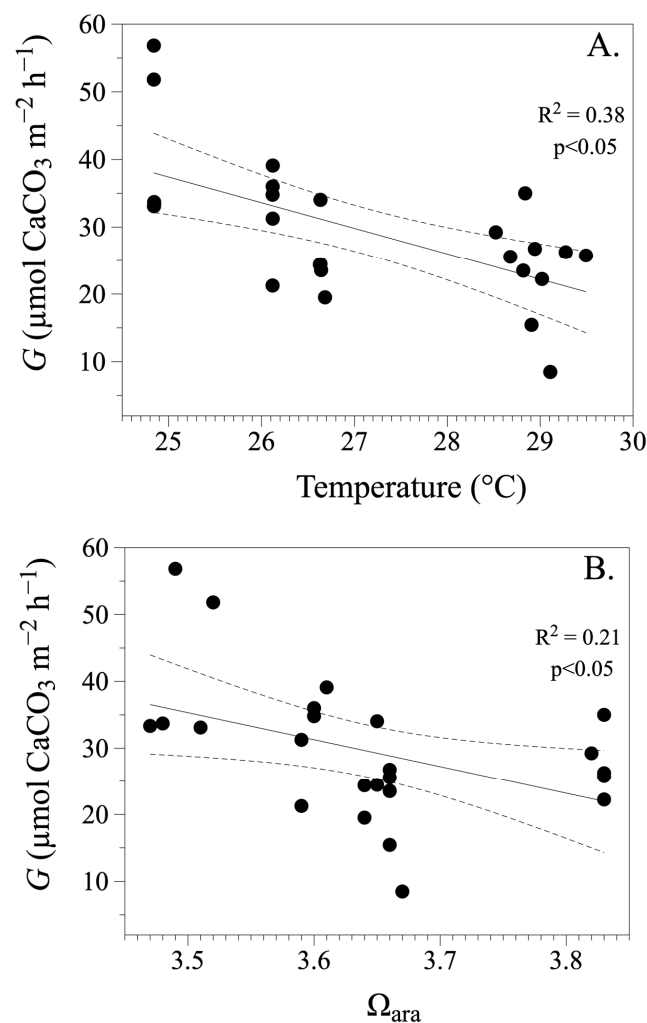 60
A.
50
R² = 0.38
p<0.05
40
30
20
10
G (µmol CaCO₃ m⁻² h⁻¹)
25 26 27 28 29 30
Temperature (°C)
60
B.
50
R² = 0.21
p<0.05
40
30
20
10
G (µmol CaCO₃ m⁻² h⁻¹)
3.5 3.6 3.7 3.8
Ωara